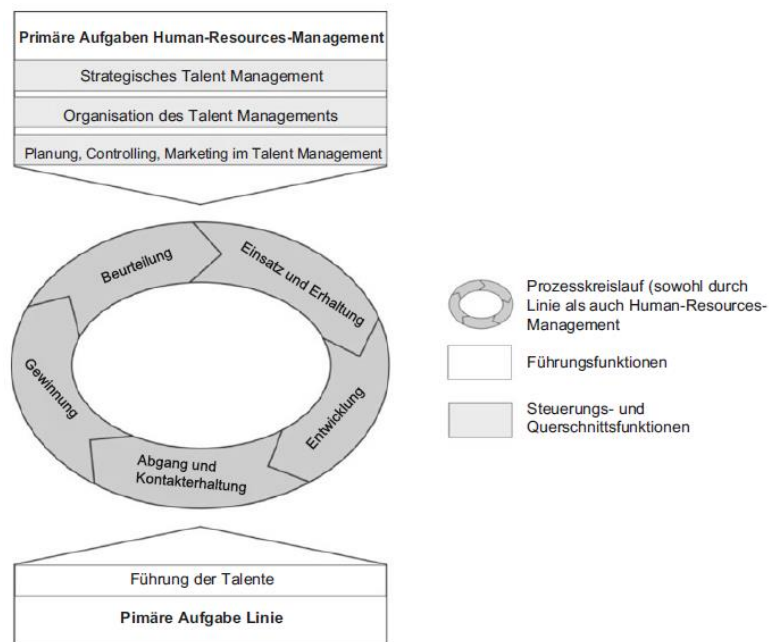 Primäre Aufgaben Human-Resources-Management
Strategisches Talent Management
Organisation des Talent Managements
Planung, Controlling, Marketing im Talent Management
Beurteilung
Einsatz und Erhaltung
Gewinnung
Entwicklung
Abgang und
Kontakterhaltung
Führung der Talente
Pimäre Aufgabe Linie
Prozesskreislauf (sowohl durch
Linie als auch Human-Resources-
Management
Führungsfunktionen
Steuerungs- und
Querschnittsfunktionen